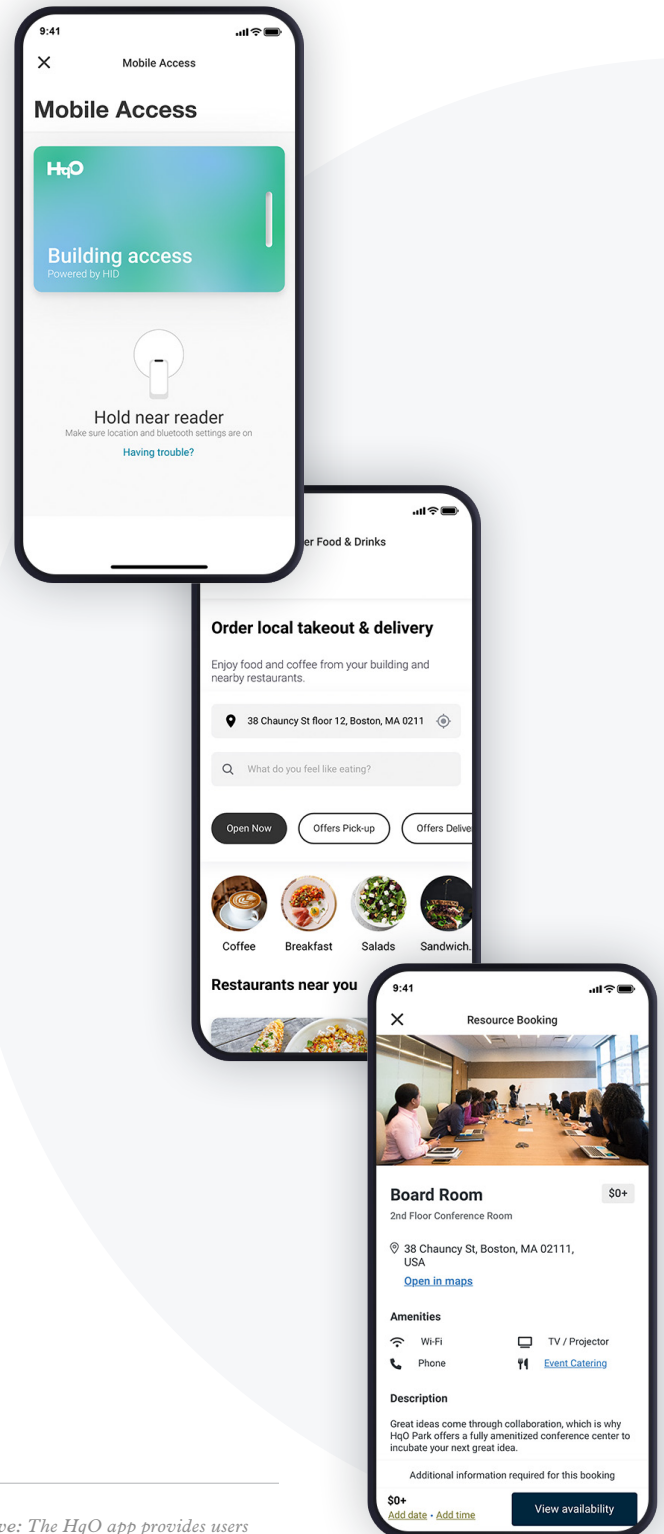 9:41
Mobile Access
Mobile Access
HqO
Building access
Powered by HID
Hold near reader
Make sure location and bluetooth settings are on
Having trouble?
Food & Drinks
Order local takeout & delivery
Enjoy food and coffee from your building and
nearby restaurants.
38 Chauncy St floor 12, Boston, MA 0211
What do you feel like eating?
Open Now
Offers Pick-up
Offers
Coffee
Breakfast
Salads
Sandwich.
Restaurants near you
9:41
Resource Booking
Board Room
$0+
2nd Floor Conference Room
38 Chauncy St, Boston, MA 02111,
USA
Open in maps
Amenities
Wi-Fi
TV / Projector
Phone
Event Catering
Description
Great ideas come through collaboration, which is why
HqO Park offers a fully amenitized conference center to
incubate your next great idea.
Additional information required for this booking
$0+
Add date • Add time
View availability
The HqO app provides users